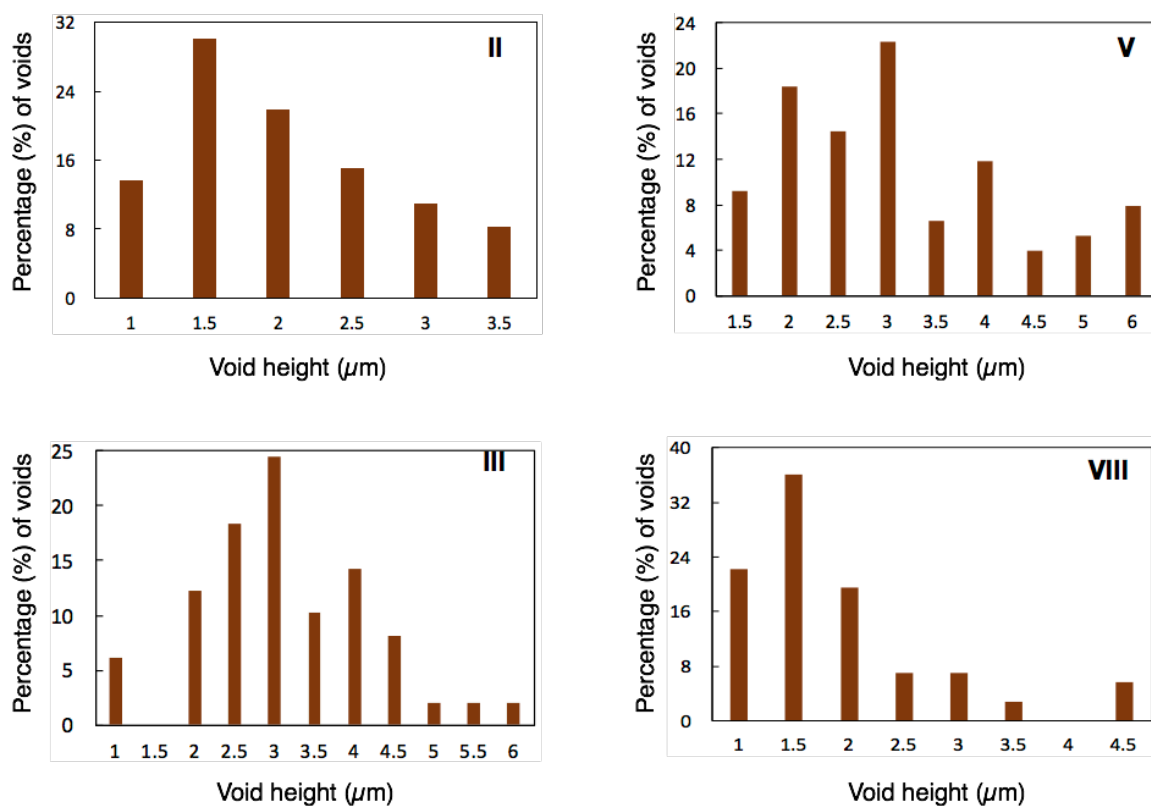 II
Percentage (%) of voids
32
24
16
8
0
1 1.5 2 2.5 3 3.5
Void height (µm)
V
Percentage (%) of voids
24
20
16
12
8
4
0
1.5 2 2.5 3 3.5 4 4.5 5 6
Void height (µm)
III
Percentage (%) of voids
25
20
15
10
5
0
1 1.5 2 2.5 3 3.5 4 4.5 5 5.5 6
Void height (µm)
VIII
Percentage (%) of voids
40
32
24
16
8
0
1 1.5 2 2.5 3 3.5 4 4.5
Void height (µm)